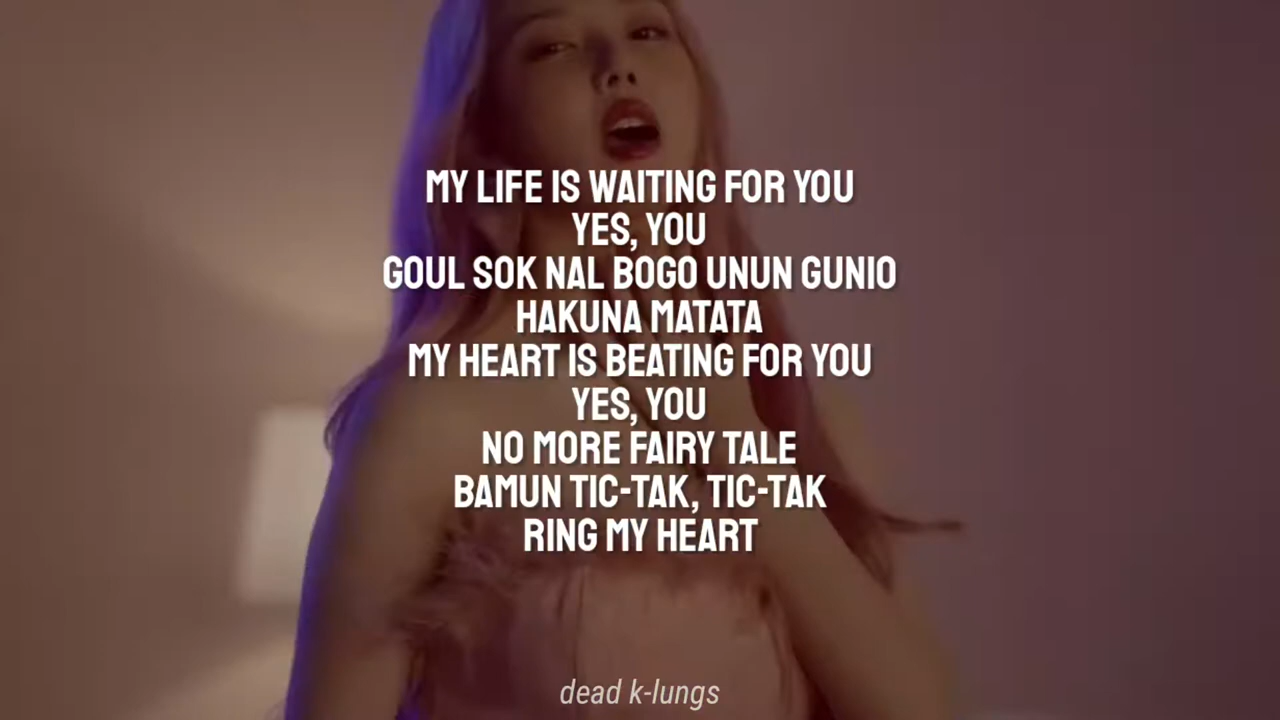 MY LIFE IS WAITING FOR YOU
YES, YOU
GOUL SOK NAL BOGO UNUN GUNIO
HAKUNA MATATA
MY HEART IS BEATING FOR YOU
YES, YOU
NO MORE FAIRY TALE
BAMUN TIC-TAK, TIC-TAK
RING MY HEART
dead k-lungs